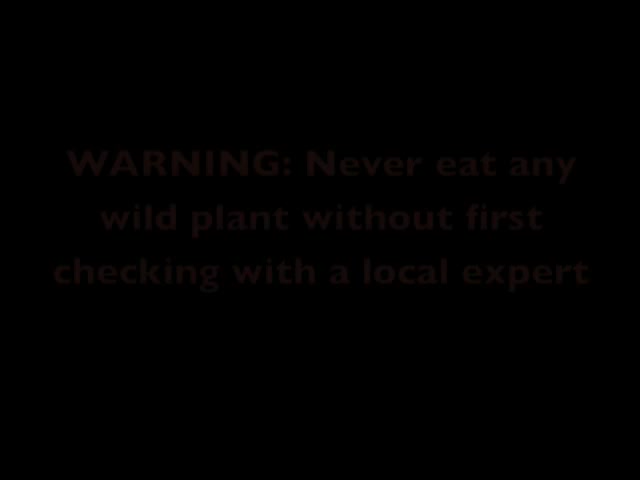 WARNING: Never eat any
wild plant without first
checking with a local expert